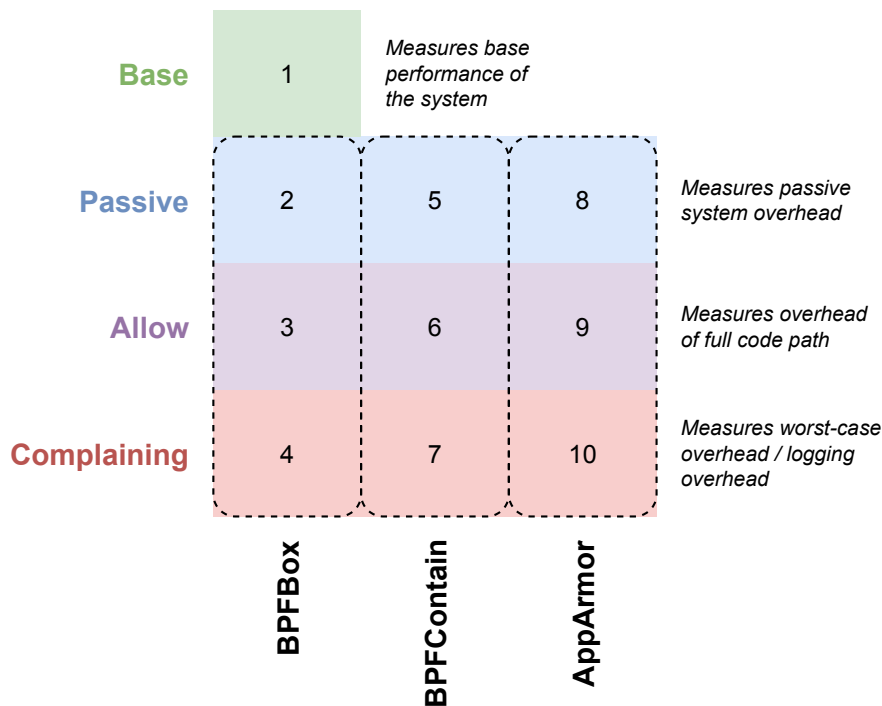 Base
1
Measures base
performance of
the system
Passive
2
5
8
Measures passive
system overhead
Allow
3
6
9
Measures overhead
of full code path
Complaining
4
7
10
Measures worst-case
overhead / logging
overhead
BPFBox
BPFContain
AppArmor